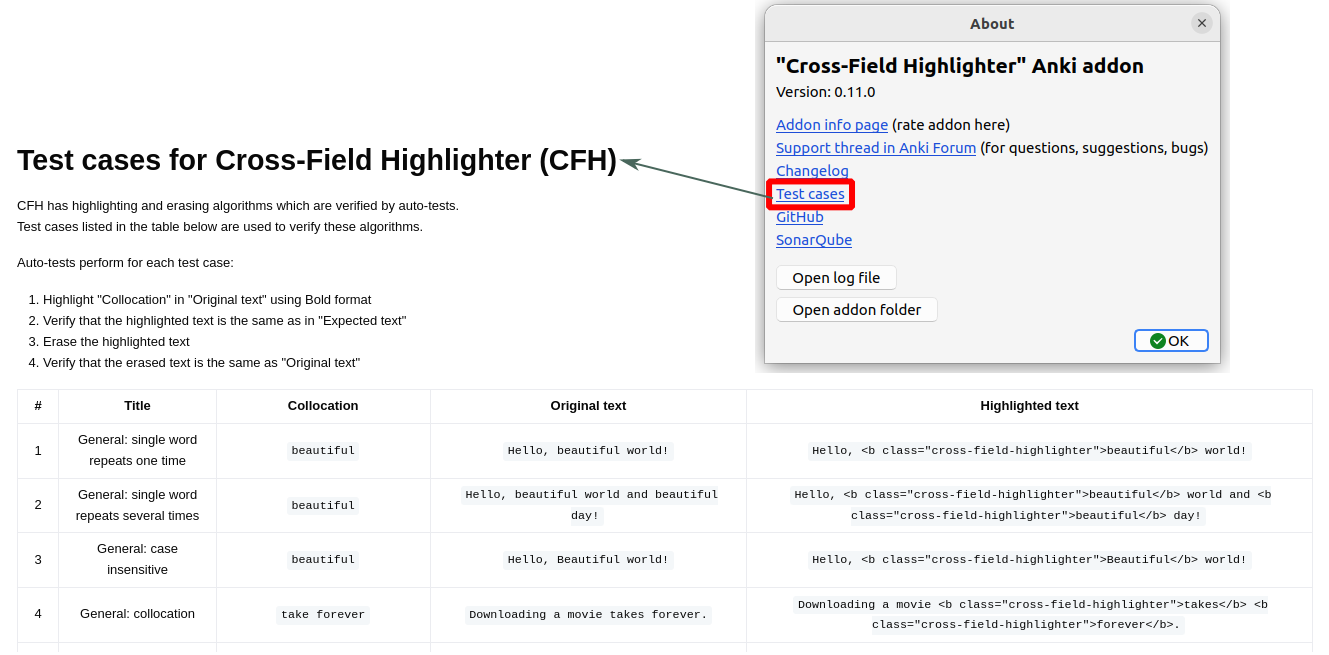 About
"Cross-Field Highlighter" Anki addon
Version: 0.11.0
Addon info page (rate addon here)
Support thread in Anki Forum (for questions, suggestions, bugs)
Changelog
Test cases
GitHub
SonarQube
Open log file
Open addon folder
OK
Test cases for Cross-Field Highlighter (CFH)
CFH has highlighting and erasing algorithms which are verified by auto-tests.
Test cases listed in the table below are used to verify these algorithms.
Auto-tests perform for each test case:
1. Highlight "Collocation" in "Original text" using Bold format
2. Verify that the highlighted text is the same as in "Expected text"
3. Erase the highlighted text
4. Verify that the erased text is the same as "Original text"
# Title Collocation Original text Highlighted text
1
General: single word
repeats one time
beautiful
Hello, beautiful world!
Hello, <b class="cross-field-highlighter">beautiful</b> world!
2
General: single word
repeats several times
beautiful
Hello, beautiful world and beautiful
day!
Hello, <b class="cross-field-highlighter">beautiful</b> world and <b
class="cross-field-highlighter">beautiful</b> day!
3
General: case
insensitive
beautiful
Hello, Beautiful world!
Hello, <b class="cross-field-highlighter">Beautiful</b> world!
4
General: collocation
take forever
Downloading a movie takes forever.
Downloading a movie <b class="cross-field-highlighter">takes</b> <b
class="cross-field-highlighter">forever</b>.